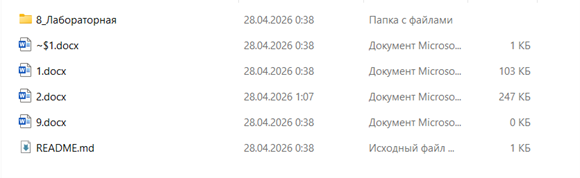 8_Лабораторная 28.04.2026 0:38 Папка с файлами
~$1.docx 28.04.2026 0:38 Документ Microso... 1 КБ
1.docx 28.04.2026 0:38 Документ Microso... 103 КБ
2.docx 28.04.2026 1:07 Документ Microso... 247 КБ
9.docx 28.04.2026 0:38 Документ Microso... 0 КБ
README.md 28.04.2026 0:38 Исходный файл ... 1 КБ